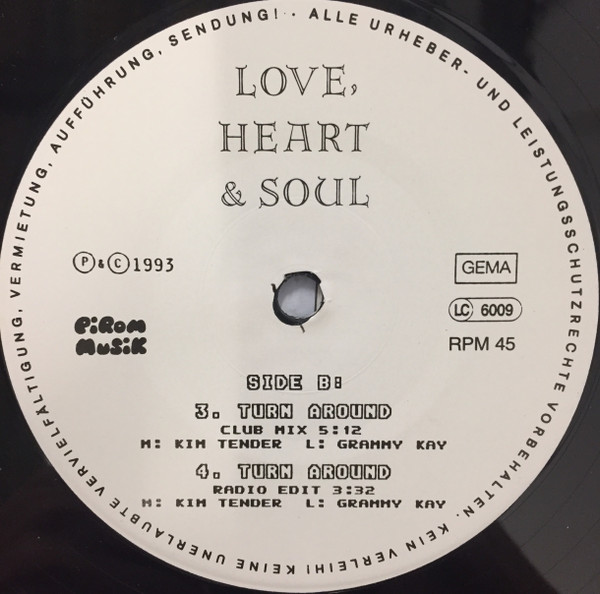 LOVE,
HEART
& SOUL
P & C 1993
PiRoM
MuSiK
GEMA
LC 6009
RPM 45
SIDE B:
3. TURN AROUND
CLUB MIX 5:12
M: KIM TENDER L: GRAMMY KAY
4. TURN AROUND
RADIO EDIT 3:32
M: KIM TENDER L: GRAMMY KAY
ALLE URHEBER- UND LEISTUNGSSCHUTZRECHTE VORBEHALTEN. KEIN VERLEIH! KEINE UNERLAUBTE VERVIELFÄLTIGUNG, VERMIETUNG, AUFFÜHRUNG, SENDUNG! ·